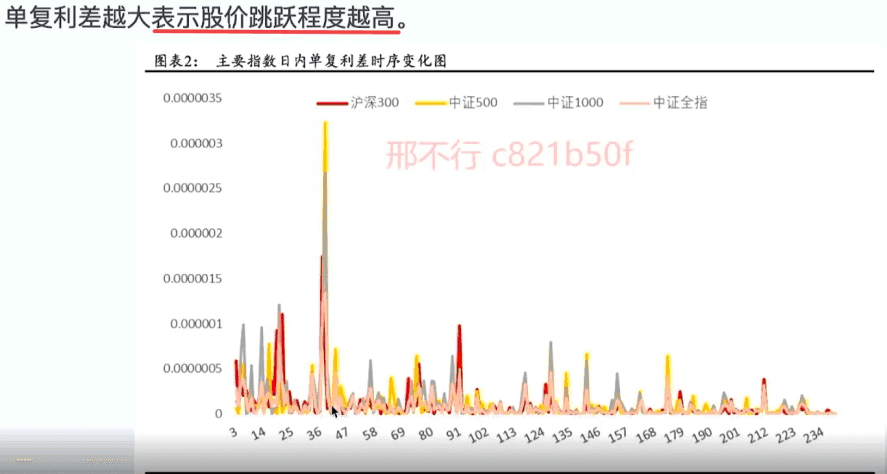 单复利差越大表示股价跳跃程度越高。
图表2： 主要指数日内单复利差时序变化图
沪深300 中证500 中证1000 中证全指
邢不行 c821b50f
0.0000035
0.000003
0.0000025
0.000002
0.0000015
0.000001
0.0000005
0
3 14 25 36 47 58 69 80 91 102 113 124 135 146 157 168 179 190 201 212 223 234